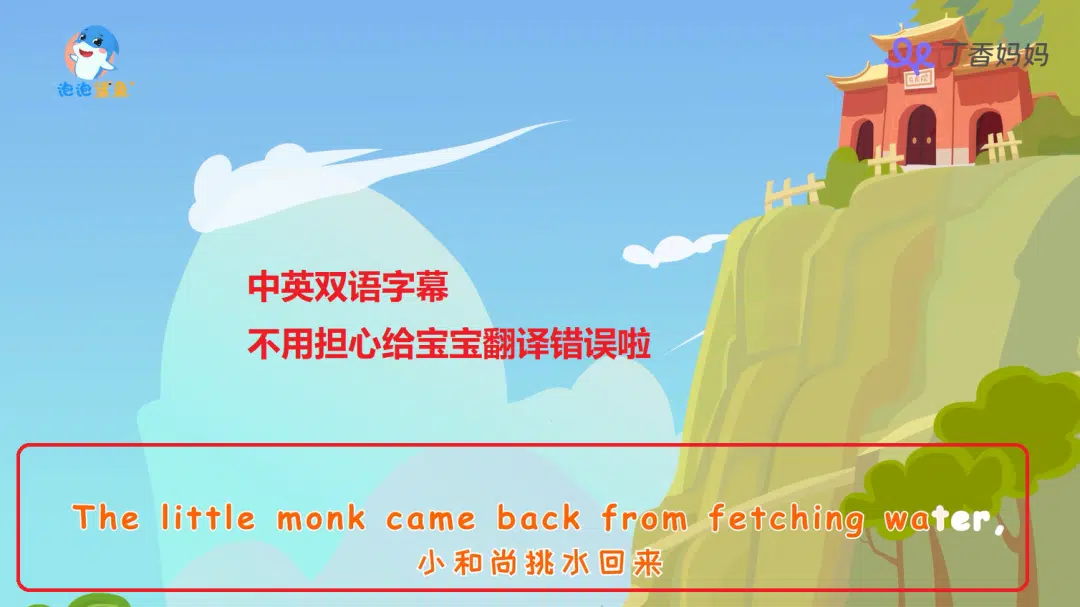 泡泡
丁香妈妈
中英双语字幕
不用担心给宝宝翻译错误啦
The little monk came back from fetching water,
小和尚挑水回来